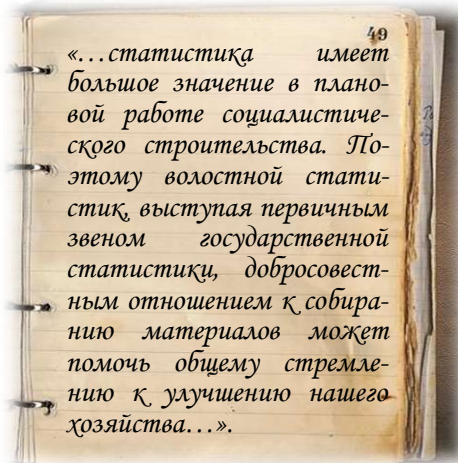 49
«…статистика имеет
большое значение в плано-
вой работе социалистиче-
ского строительства. По-
этому волостной стати-
стик, выступая первичным
звеном государственной
статистики, добросовест-
ным отношением к собира-
нию материалов может
помочь общему стремле-
нию к улучшению нашего
хозяйства…».